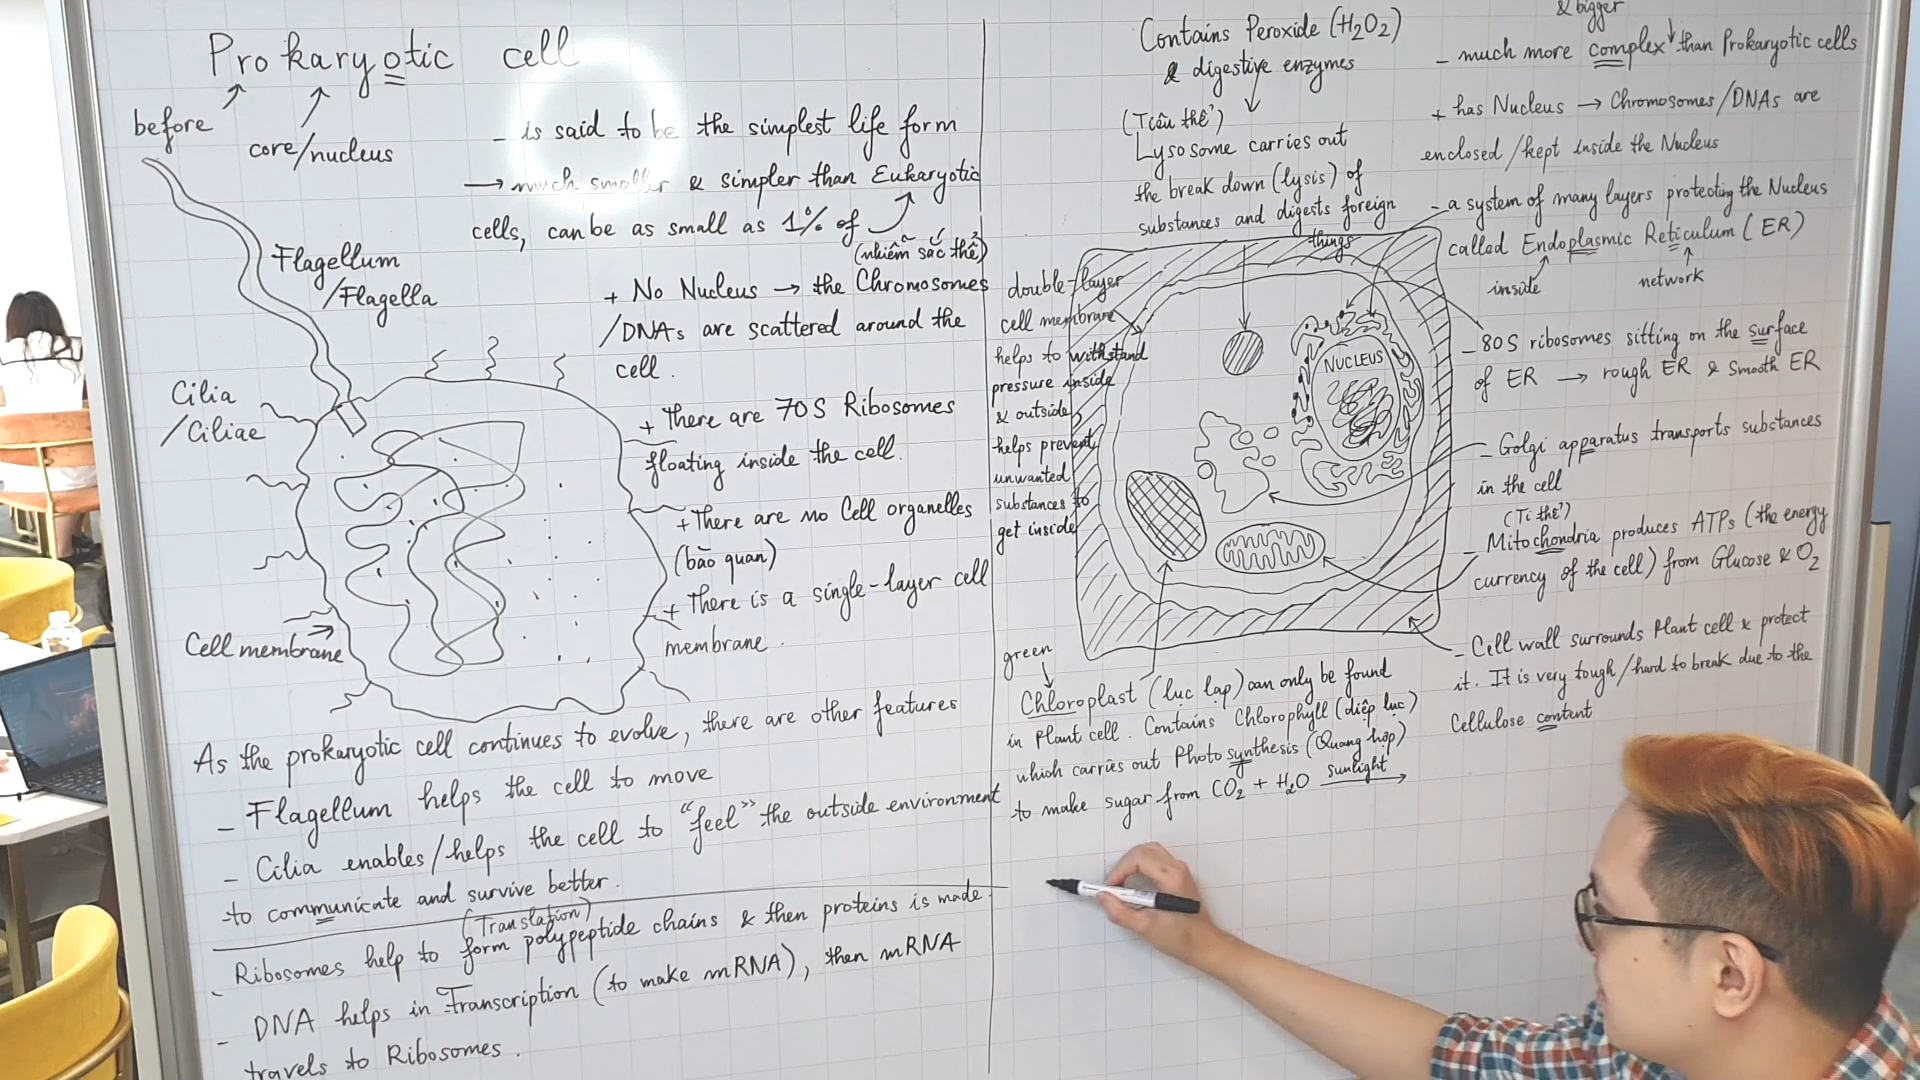 Prokaryotic cell
before
core/nucleus
_ is said to be the simplest life form
→ much smaller & simpler than Eukaryotic
cells, can be as small as 1% of
(nhiễm sắc thể)
Flagellum
/Flagella
+ No Nucleus → the Chromosomes
/DNAs are scattered around the
cell.
Cilia
/Ciliae
+ There are 70S Ribosomes
floating inside the cell.
+ There are no Cell organelles
(bào quan)
+ There is a single-layer cell
membrane.
Cell membrane
As the prokaryotic cell continues to evolve, there are other features
_ Flagellum helps the cell to move
_ Cilia enables/helps the cell to "feel" the outside environment
to communicate and survive better.
(Translation)
- Ribosomes help to form polypeptide chains & then proteins is made.
- DNA helps in Transcription (to make mRNA), then mRNA
travels to Ribosomes.
Contains Peroxide (H2O2)
& digestive enzymes
(Tiêu thể)
Lysosome carries out
the break down (lysis) of
substances and digests foreign
things
double-layer
cell membrane
helps to withstand
pressure inside
& outside,
helps prevent
unwanted
substances to
get inside
NUCLEUS
green
Chloroplast (lục lạp) can only be found
in Plant cell. Contains Chlorophyll (diệp lục)
which carries out Photosynthesis (Quang hợp)
to make sugar from CO2 + H2O sunlight →
& bigger
_ much more complex than Prokaryotic cells
+ has Nucleus → Chromosomes/DNAs are
enclosed/kept inside the Nucleus
- a system of many layers protecting the Nucleus
called Endoplasmic Reticulum (ER)
inside
network
_ 80S ribosomes sitting on the surface
of ER → rough ER & smooth ER
_ Golgi apparatus transports substances
in the cell
(Ti thể)
_ Mitochondria produces ATPs (the energy
currency of the cell) from Glucose & O2
_ Cell wall surrounds Plant cell & protect
it. It is very tough/hard to break due to the
Cellulose content